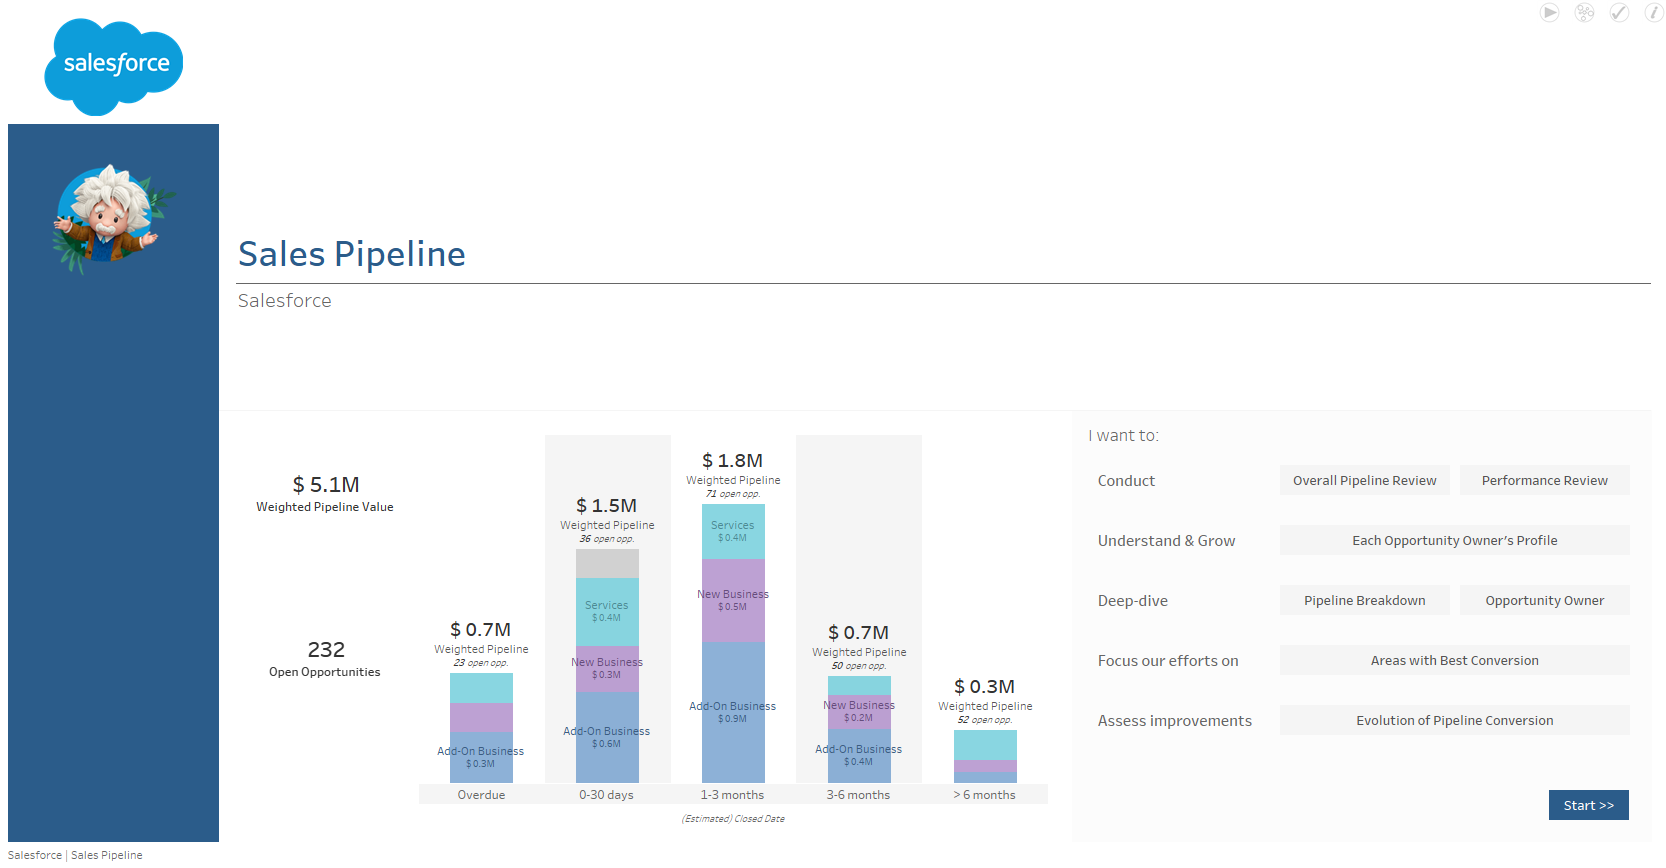 salesforce
Sales Pipeline
Salesforce
$ 5.1M
Weighted Pipeline Value
232
Open Opportunities
$ 0.7M
Weighted Pipeline
23 open opp.
Add-On Business
$ 0.3M
Overdue
$ 1.5M
Weighted Pipeline
36 open opp.
Services
$ 0.4M
New Business
$ 0.3M
Add-On Business
$ 0.6M
0-30 days
$ 1.8M
Weighted Pipeline
71 open opp.
Services
$ 0.4M
New Business
$ 0.5M
Add-On Business
$ 0.9M
1-3 months
$ 0.7M
Weighted Pipeline
50 open opp.
New Business
$ 0.2M
Add-On Business
$ 0.4M
3-6 months
$ 0.3M
Weighted Pipeline
52 open opp.
> 6 months
(Estimated) Closed Date
I want to:
Conduct
Overall Pipeline Review
Performance Review
Understand & Grow
Each Opportunity Owner's Profile
Deep-dive
Pipeline Breakdown
Opportunity Owner
Focus our efforts on
Areas with Best Conversion
Assess improvements
Evolution of Pipeline Conversion
Start >>
Salesforce | Sales Pipeline